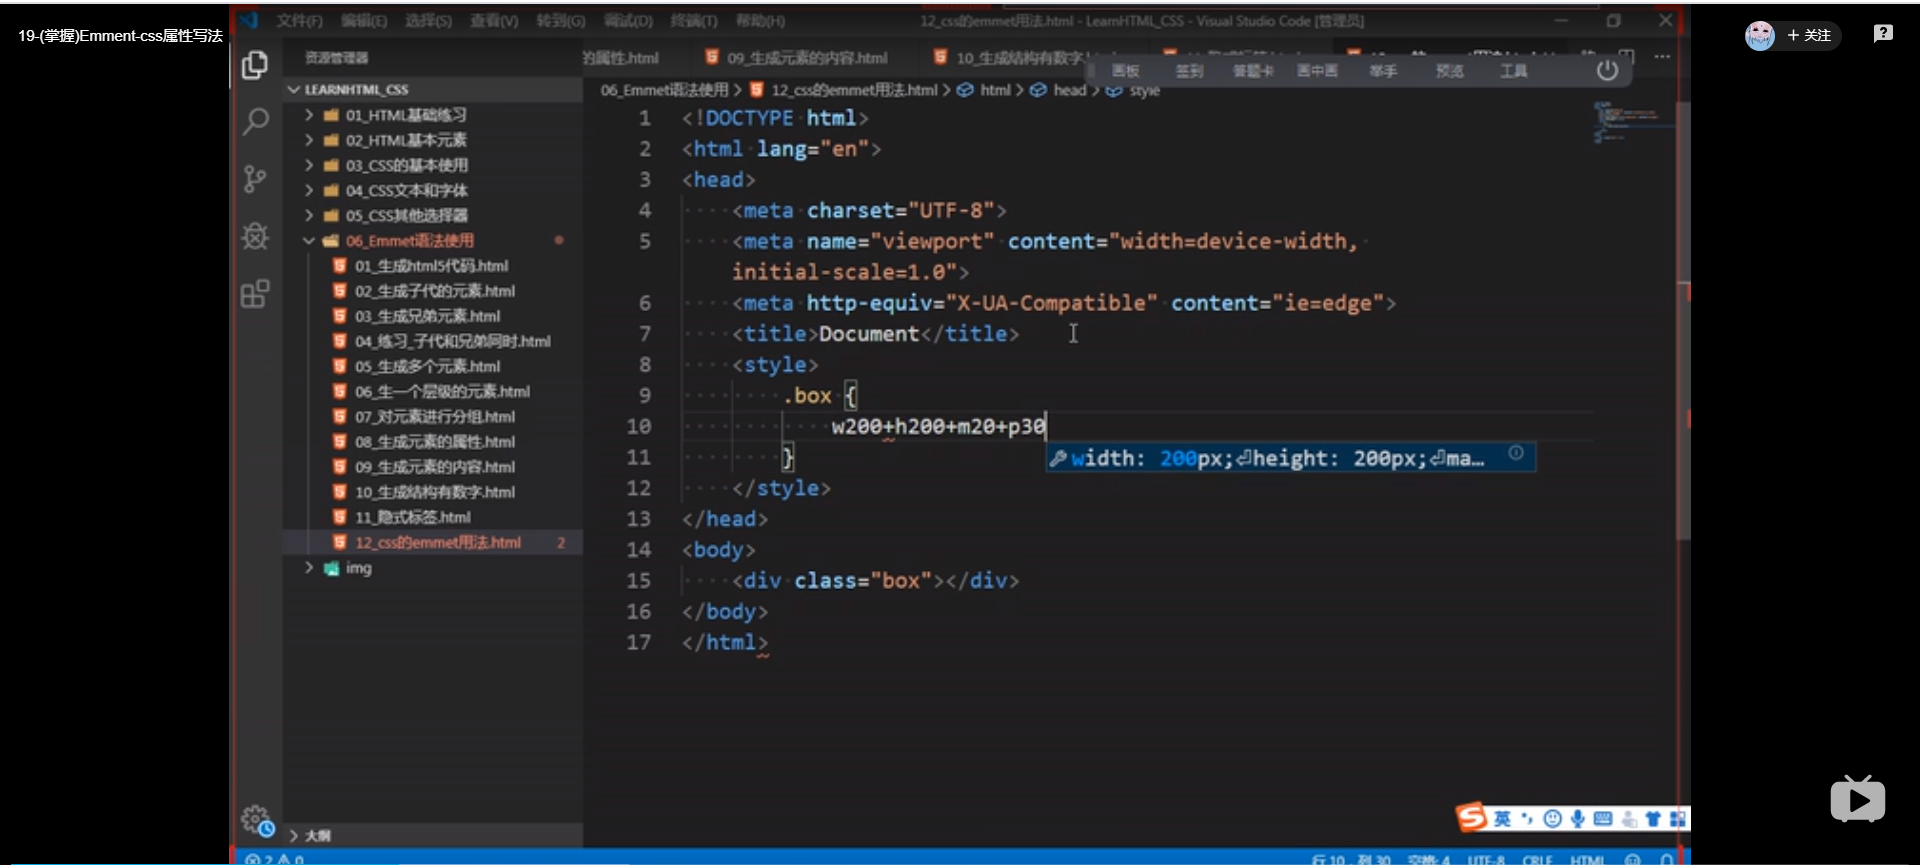 19-(掌握)Emment-css属性写法
文件(F) 编辑(E) 选择(S) 查看(V) 转到(G) 调试(D) 终端(T) 帮助(H)
12_css的emmet用法.html - LearnHTML_CSS - Visual Studio Code [管理员]
+ 关注
资源管理器
的属性.html
09_生成元素的内容.html
10_生成结构有数字
画板 签到 答题卡 画中画 举手 预览 工具
LEARNHTML_CSS
01_HTML基础练习
02_HTML基本元素
03_CSS的基本使用
04_CSS文本和字体
05_CSS其他选择器
06_Emmet语法使用
01_生成html5代码.html
02_生成子代的元素.html
03_生成兄弟元素.html
04_练习_子代和兄弟同时.html
05_生成多个元素.html
06_生一个层级的元素.html
07_对元素进行分组.html
08_生成元素的属性.html
09_生成元素的内容.html
10_生成结构有数字.html
11_隐式标签.html
12_css的emmet用法.html 2
img
大纲
06_Emmet语法使用 > 12_css的emmet用法.html > html > head > style
1 <!DOCTYPE html>
2 <html lang="en">
3 <head>
4 <meta charset="UTF-8">
5 <meta name="viewport" content="width=device-width,
initial-scale=1.0">
6 <meta http-equiv="X-UA-Compatible" content="ie=edge">
7 <title>Document</title>
8 <style>
9 .box {
10 w200+h200+m20+p30
width: 200px;⏎height: 200px;⏎ma…
11 }
12 </style>
13 </head>
14 <body>
15 <div class="box"></div>
16 </body>
17 </html>
英
2 0
行 10, 列 30 空格: 4 UTF-8 CRLF HTML